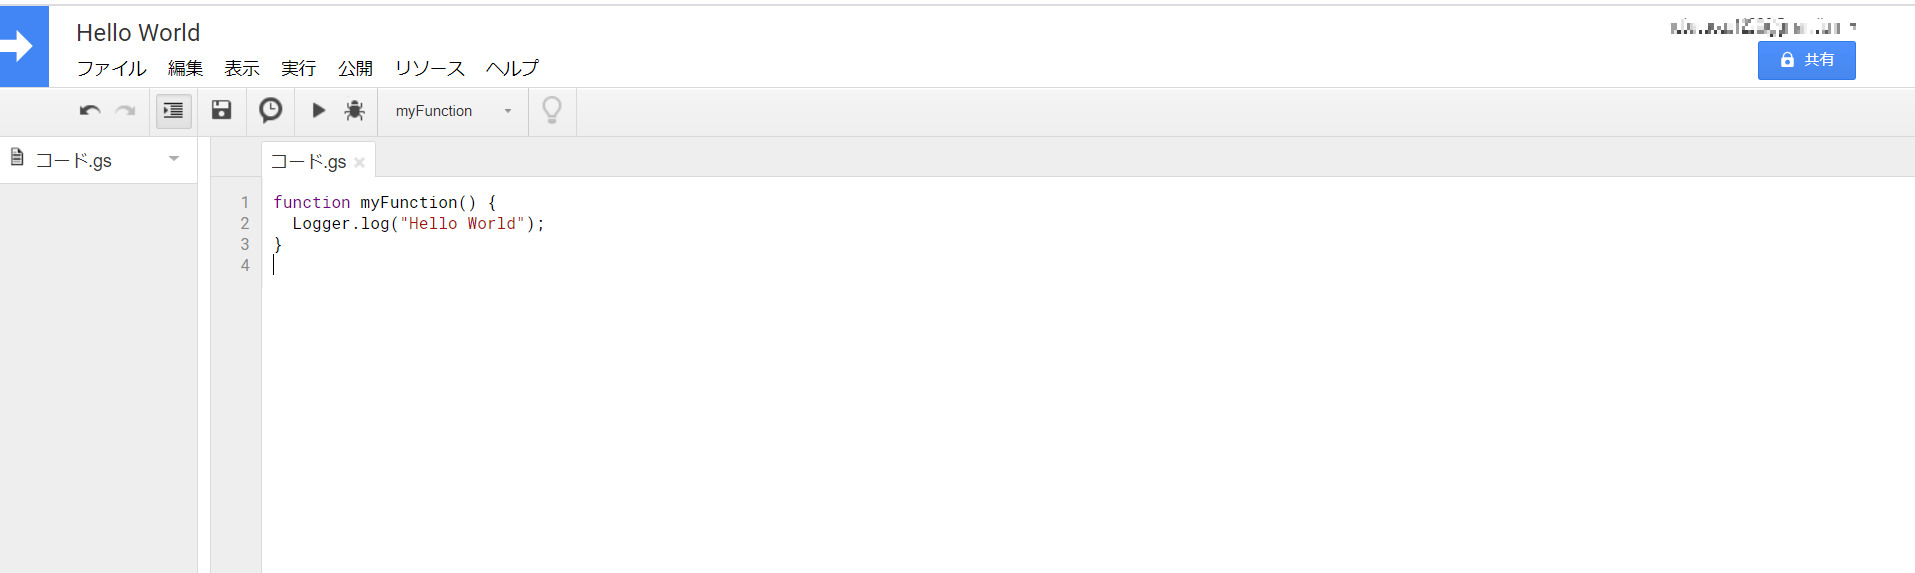 Hello World
ファイル 編集 表示 実行 公開 リソース ヘルプ
共有
myFunction
コード.gs
コード.gs
1 function myFunction() {
2 Logger.log("Hello World");
3 }
4